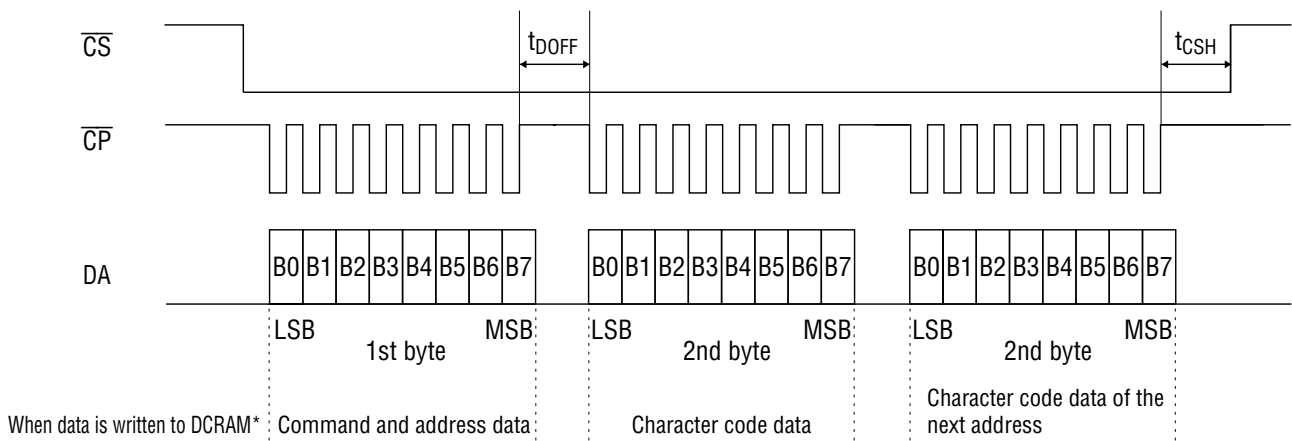 CS
tDOFF
tCSH
CP
DA
B0 B1 B2 B3 B4 B5 B6 B7
B0 B1 B2 B3 B4 B5 B6 B7
B0 B1 B2 B3 B4 B5 B6 B7
LSB
MSB
LSB
MSB
LSB
MSB
1st byte
2nd byte
2nd byte
When data is written to DCRAM*
Command and address data
Character code data
Character code data of the
next address